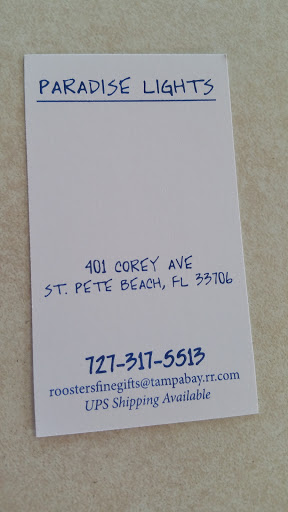 PARADISE LIGHTS
401 COREY AVE
ST. PETE BEACH, FL 33706
727-317-5513
roostersfinegifts@tampabay.rr.com
UPS Shipping Available